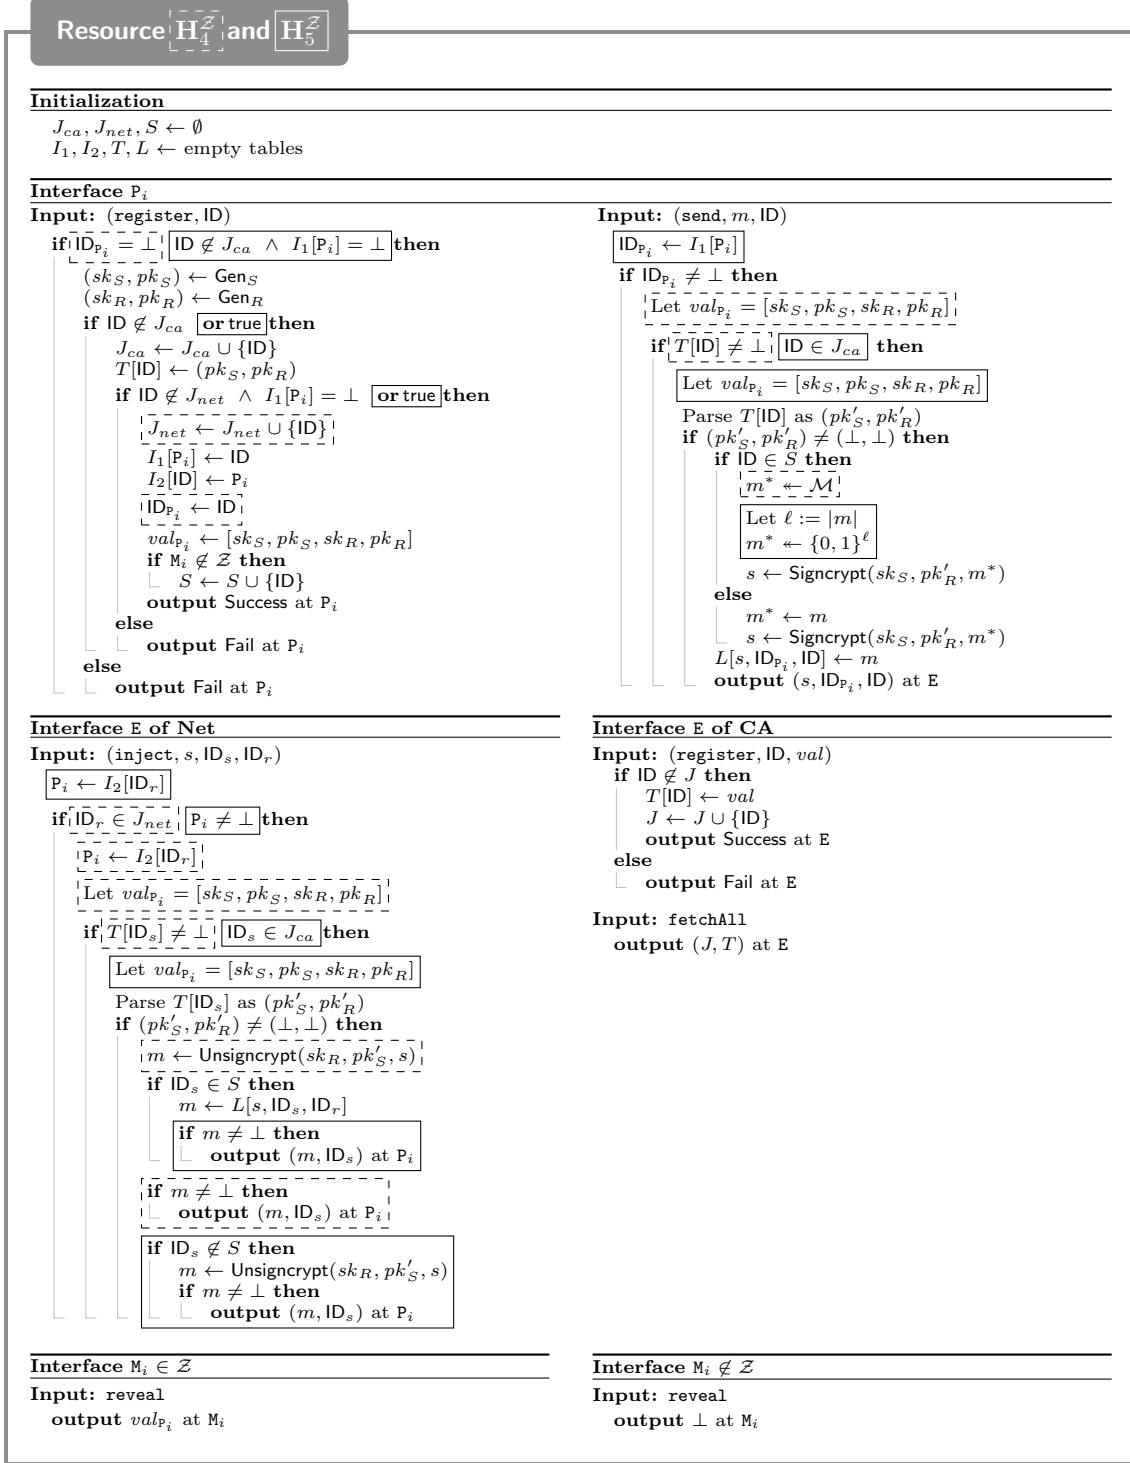 Resource H_4^𝒵 and H_5^𝒵
Initialization
J_ca, J_net, S ← ∅
I_1, I_2, T, L ← empty tables
Interface P_i
Input: (register, ID)
if ID_{P_i} = ⊥ ID ∉ J_ca ∧ I_1[P_i] = ⊥ then
(sk_S, pk_S) ← Gen_S
(sk_R, pk_R) ← Gen_R
if ID ∉ J_ca or true then
J_ca ← J_ca ∪ {ID}
T[ID] ← (pk_S, pk_R)
if ID ∉ J_net ∧ I_1[P_i] = ⊥ or true then
J_net ← J_net ∪ {ID}
I_1[P_i] ← ID
I_2[ID] ← P_i
ID_{P_i} ← ID
val_{P_i} ← [sk_S, pk_S, sk_R, pk_R]
if M_i ∉ 𝒵 then
S ← S ∪ {ID}
output Success at P_i
else
output Fail at P_i
else
output Fail at P_i
Input: (send, m, ID)
ID_{P_i} ← I_1[P_i]
if ID_{P_i} ≠ ⊥ then
Let val_{P_i} = [sk_S, pk_S, sk_R, pk_R]
if T[ID] ≠ ⊥ ID ∈ J_ca then
Let val_{P_i} = [sk_S, pk_S, sk_R, pk_R]
Parse T[ID] as (pk′_S, pk′_R)
if (pk′_S, pk′_R) ≠ (⊥, ⊥) then
if ID ∈ S then
m* ↞ ℳ
Let ℓ := |m|
m* ↞ {0, 1}^ℓ
s ← Signcrypt(sk_S, pk′_R, m*)
else
m* ← m
s ← Signcrypt(sk_S, pk′_R, m*)
L[s, ID_{P_i}, ID] ← m
output (s, ID_{P_i}, ID) at E
Interface E of Net
Input: (inject, s, ID_s, ID_r)
P_i ← I_2[ID_r]
if ID_r ∈ J_net P_i ≠ ⊥ then
P_i ← I_2[ID_r]
Let val_{P_i} = [sk_S, pk_S, sk_R, pk_R]
if T[ID_s] ≠ ⊥ ID_s ∈ J_ca then
Let val_{P_i} = [sk_S, pk_S, sk_R, pk_R]
Parse T[ID_s] as (pk′_S, pk′_R)
if (pk′_S, pk′_R) ≠ (⊥, ⊥) then
m ← Unsigncrypt(sk_R, pk′_S, s)
if ID_s ∈ S then
m ← L[s, ID_s, ID_r]
if m ≠ ⊥ then
output (m, ID_s) at P_i
if m ≠ ⊥ then
output (m, ID_s) at P_i
if ID_s ∉ S then
m ← Unsigncrypt(sk_R, pk′_S, s)
if m ≠ ⊥ then
output (m, ID_s) at P_i
Interface E of CA
Input: (register, ID, val)
if ID ∉ J then
T[ID] ← val
J ← J ∪ {ID}
output Success at E
else
output Fail at E
Input: fetchAll
output (J, T) at E
Interface M_i ∈ 𝒵
Input: reveal
output val_{P_i} at M_i
Interface M_i ∉ 𝒵
Input: reveal
output ⊥ at M_i